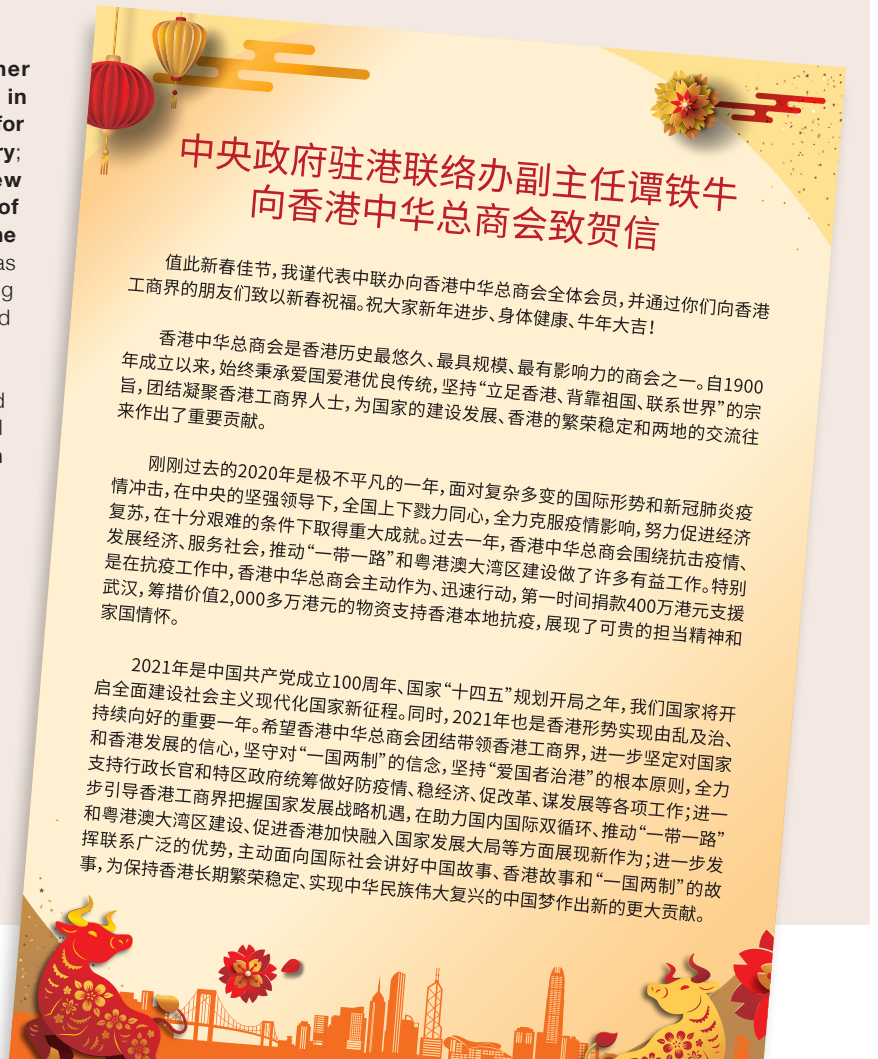 her
in
for
ry;
ew
of
he
as
g
d
d
l
n
中央政府驻港联络办副主任谭铁牛
向香港中华总商会致贺信
值此新春佳节，我谨代表中联办向香港中华总商会全体会员，并通过你们向香港
工商界的朋友们致以新春祝福。祝大家新年进步、身体健康、牛年大吉！
香港中华总商会是香港历史最悠久、最具规模、最有影响力的商会之一。自1900
年成立以来，始终秉承爱国爱港优良传统，坚持“立足香港、背靠祖国、联系世界”的宗
旨，团结凝聚香港工商界人士，为国家的建设发展、香港的繁荣稳定和两地的交流往
来作出了重要贡献。
刚刚过去的2020年是极不平凡的一年，面对复杂多变的国际形势和新冠肺炎疫
情冲击，在中央的坚强领导下，全国上下戮力同心，全力克服疫情影响，努力促进经济
复苏，在十分艰难的条件下取得重大成就。过去一年，香港中华总商会围绕抗击疫情、
发展经济、服务社会，推动“一带一路”和粤港澳大湾区建设做了许多有益工作。特别
是在抗疫工作中，香港中华总商会主动作为、迅速行动，第一时间捐款400万港元支援
武汉，筹措价值2,000多万港元的物资支持香港本地抗疫，展现了可贵的担当精神和
家国情怀。
2021年是中国共产党成立100周年、国家“十四五”规划开局之年，我们国家将开
启全面建设社会主义现代化国家新征程。同时，2021年也是香港形势实现由乱及治、
持续向好的重要一年。希望香港中华总商会团结带领香港工商界，进一步坚定对国家
和香港发展的信心，坚守对“一国两制”的信念，坚持“爱国者治港”的根本原则，全力
支持行政长官和特区政府统筹做好防疫情、稳经济、促改革、谋发展等各项工作；进一
步引导香港工商界把握国家发展战略机遇，在助力国内国际双循环、推动“一带一路”
和粤港澳大湾区建设、促进香港加快融入国家发展大局等方面展现新作为；进一步发
挥联系广泛的优势，主动面向国际社会讲好中国故事、香港故事和“一国两制”的故
事，为保持香港长期繁荣稳定、实现中华民族伟大复兴的中国梦作出新的更大贡献。